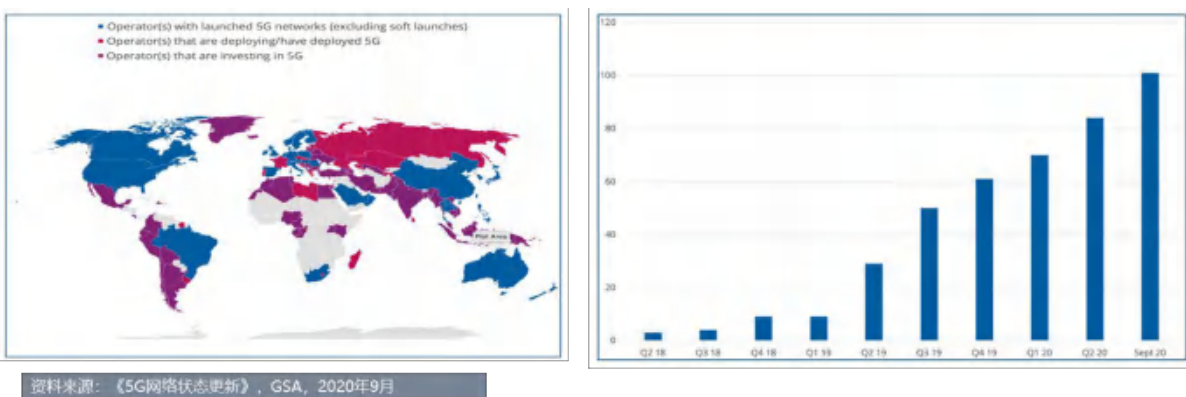 Operator(s) with launched 5G networks (excluding soft launches)
Operator(s) that are deploying/have deployed 5G
Operator(s) that are investing in 5G
Plot Area
120
100
80
60
40
20
0
Q2 18 Q3 18 Q4 18 Q1 19 Q2 19 Q3 19 Q4 19 Q1 20 Q2 20 Sept 20
资料来源：《5G网络状态更新》, GSA, 2020年9月